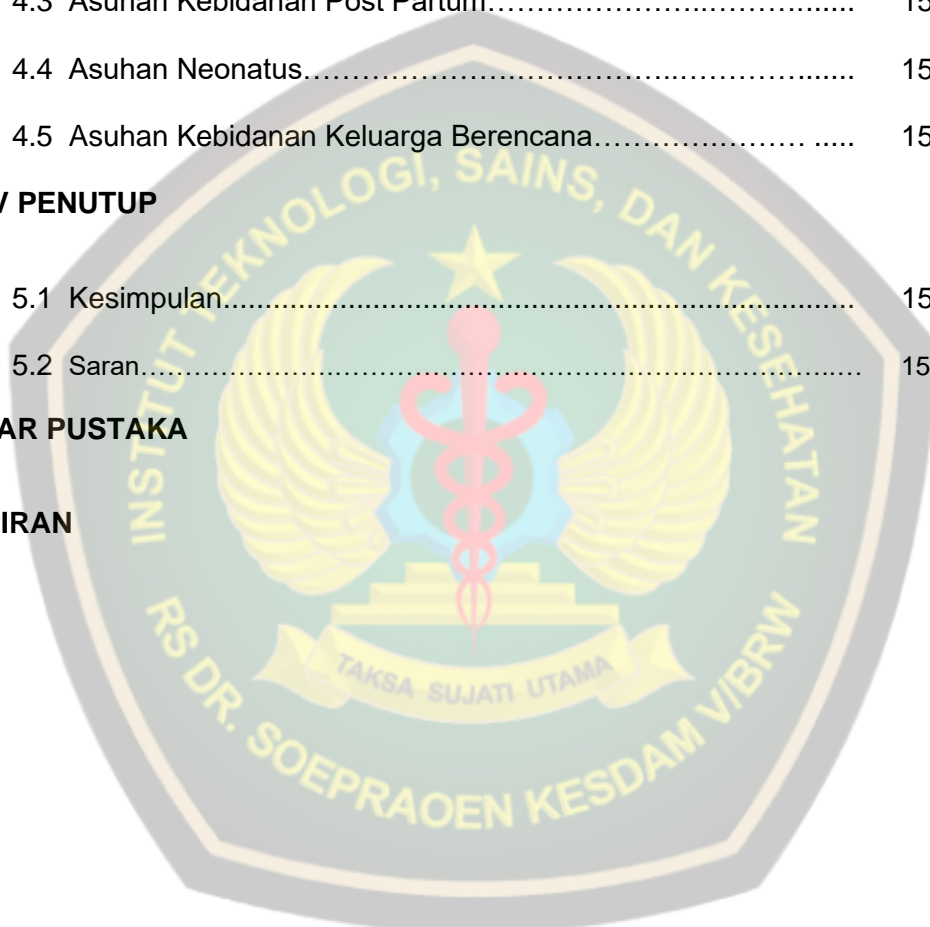 4.3 Asuhan Kebidanan Post Partum…………………..………....... 15
4.4 Asuhan Neonatus………………………………..…………...... 15
4.5 Asuhan Kebidanan Keluarga Berencana………….……… ..... 15
V PENUTUP
5.1 Kesimpulan.............................................................................. 15
5.2 Saran……………………………………………………………….… 15
AR PUSTAKA
IRAN
INSTITUT TEKNOLOGI, SAINS, DAN KESEHATAN
TAKSA SUJATI UTAMA
RS DR. SOEPRAOEN KESDAM V/BRW